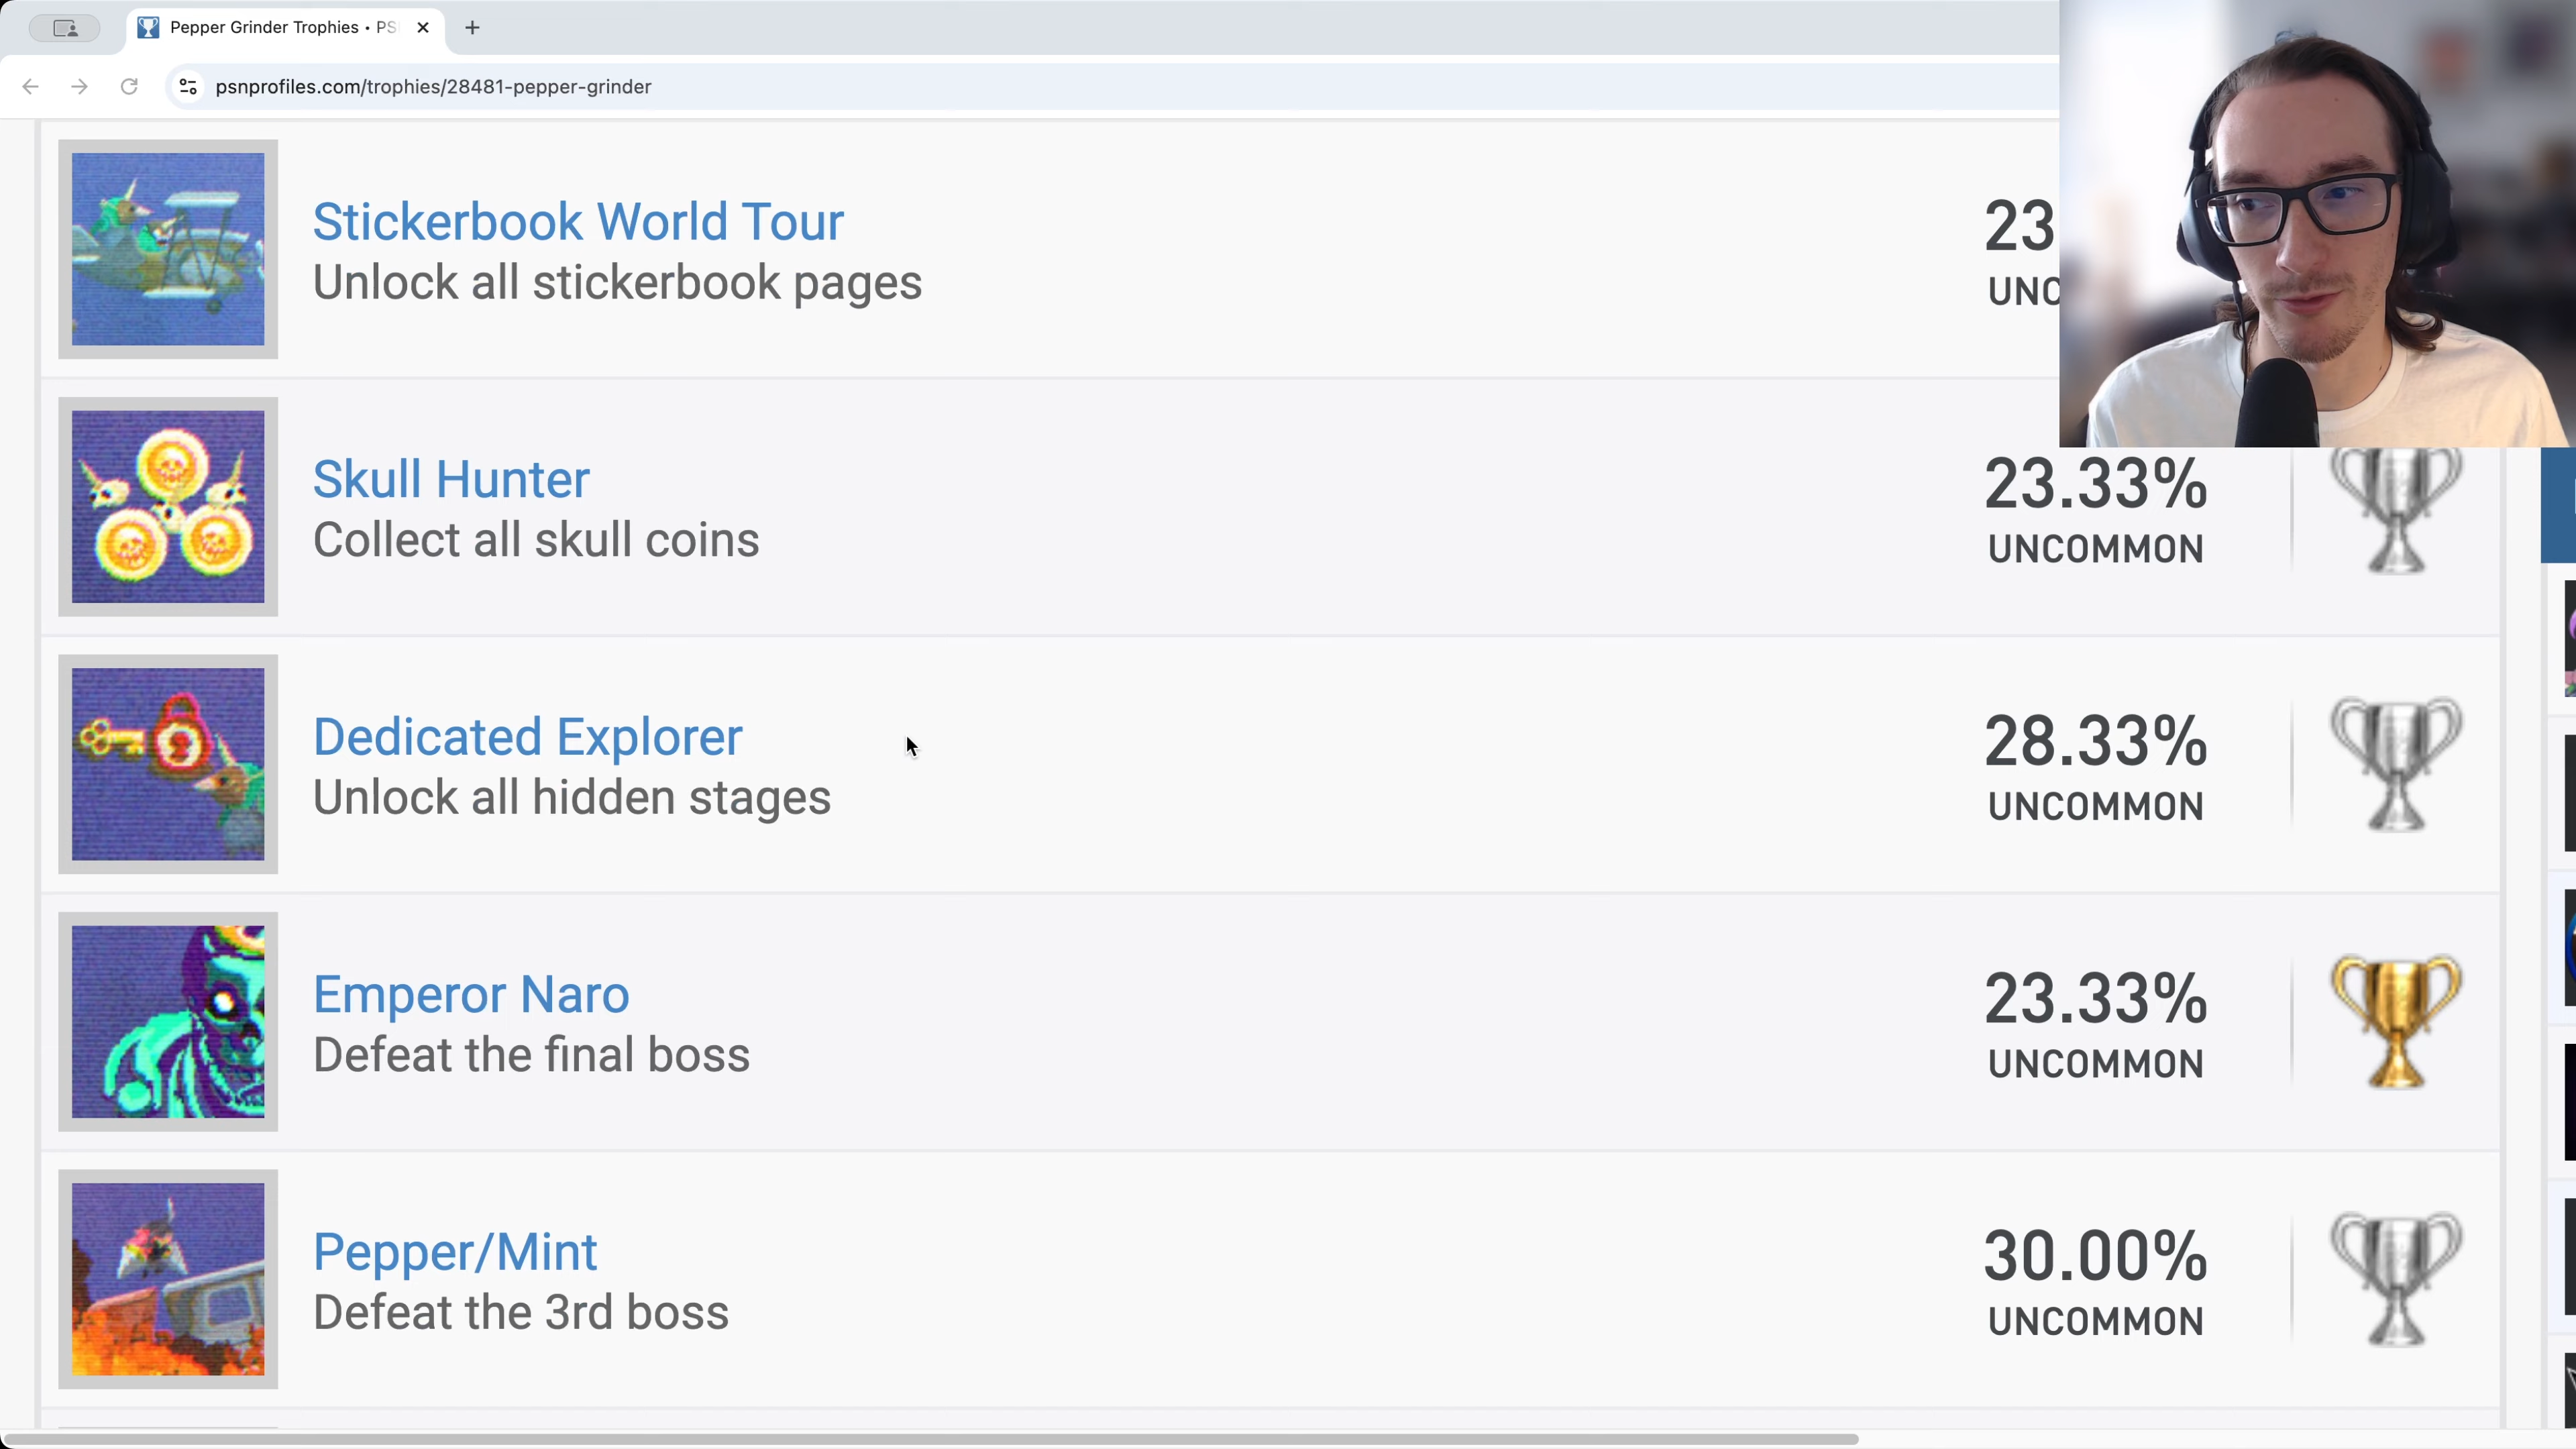 Pepper Grinder Trophies • PS
psnprofiles.com/trophies/28481-pepper-grinder
Stickerbook World Tour
Unlock all stickerbook pages
23
UNC
Skull Hunter
Collect all skull coins
23.33%
UNCOMMON
Dedicated Explorer
Unlock all hidden stages
28.33%
UNCOMMON
Emperor Naro
Defeat the final boss
23.33%
UNCOMMON
Pepper/Mint
Defeat the 3rd boss
30.00%
UNCOMMON